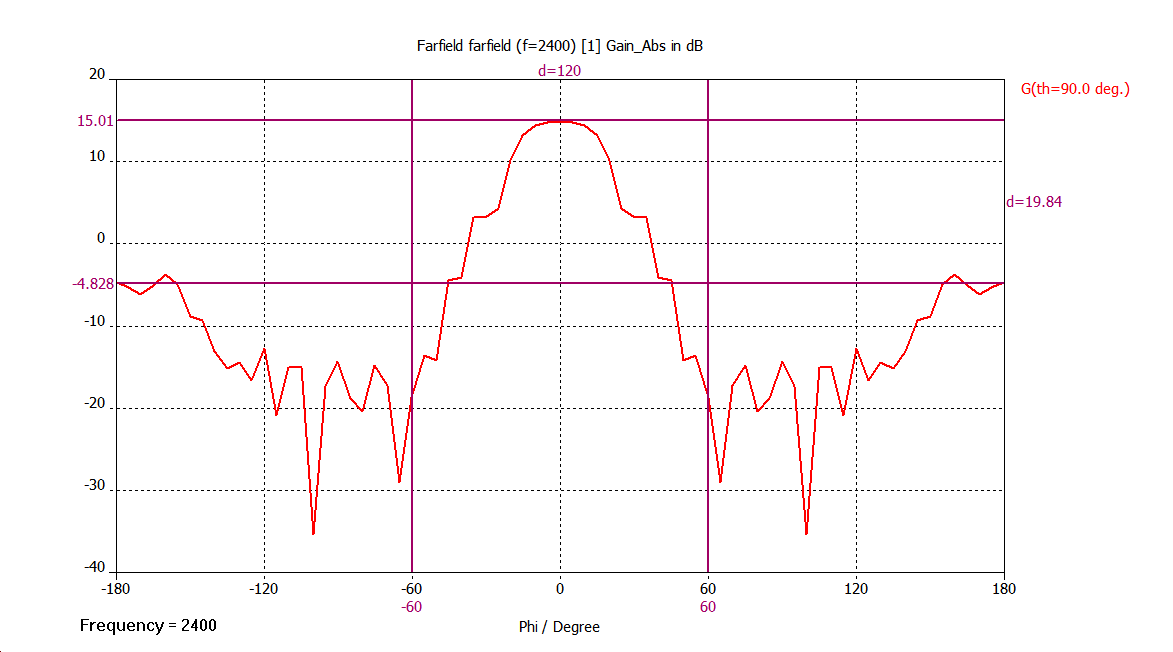 Farfield farfield (f=2400) [1] Gain_Abs in dB
d=120
20
G(th=90.0 deg.)
15.01
10
d=19.84
0
-4.828
-10
-20
-30
-40
-180 -120 -60 0 60 120 180
-60 60
Frequency = 2400
Phi / Degree